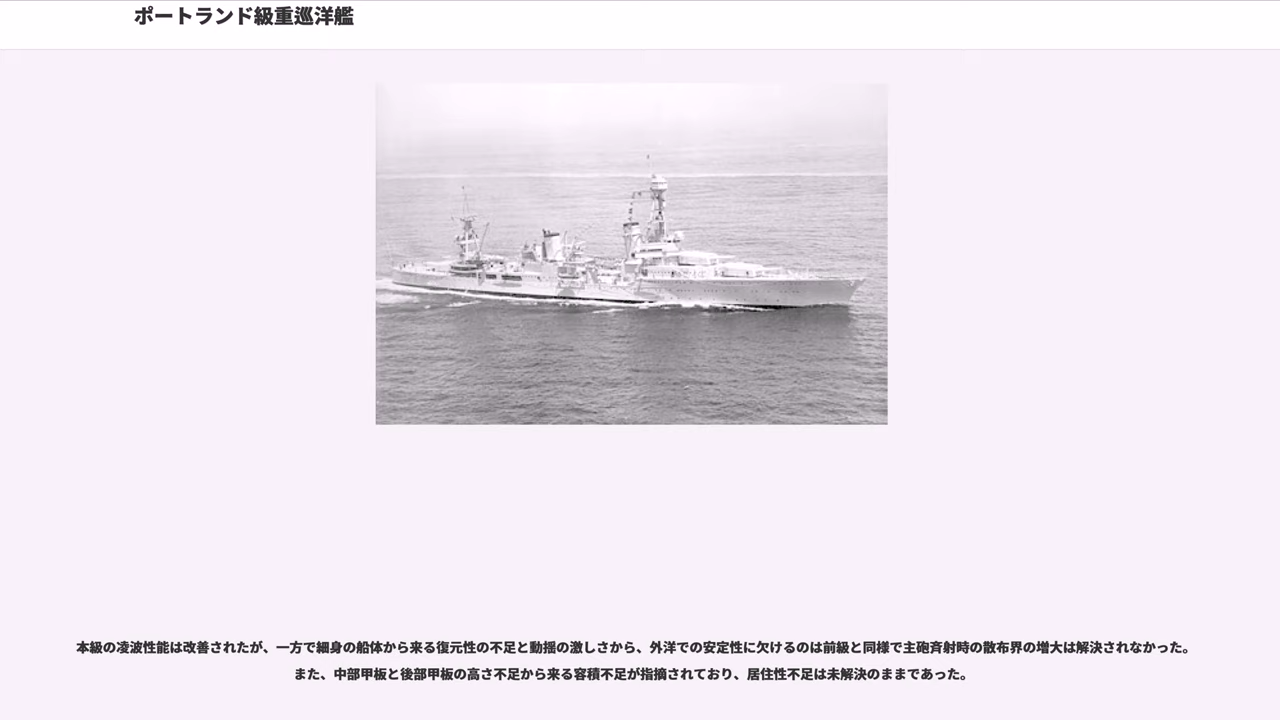 ポートランド級重巡洋艦
本級の凌波性能は改善されたが、一方で細身の船体から来る復元性の不足と動揺の激しさから、外洋での安定性に欠けるのは前級と同様で主砲斉射時の散布界の増大は解決されなかった。
また、中部甲板と後部甲板の高さ不足から来る容積不足が指摘されており、居住性不足は未解決のままであった。